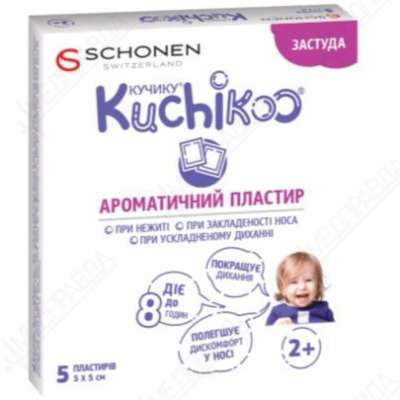 SCHONEN
SWITZERLAND
ЗАСТУДА
КУЧИКУ™
Kuchikoo®
АРОМАТИЧНИЙ ПЛАСТИР
ПРИ НЕЖИТІ ПРИ ЗАКЛАДЕНОСТІ НОСА
ПРИ УСКЛАДНЕНОМУ ДИХАННІ
ПОКРАЩУЄ
ДИХАННЯ
ДІЄ
ДО
8 ГОДИН
ПОЛЕГШУЄ
ДИСКОМФОРТ
У НОСІ
2+
5 ПЛАСТИРІВ
5 Х 5 СМ